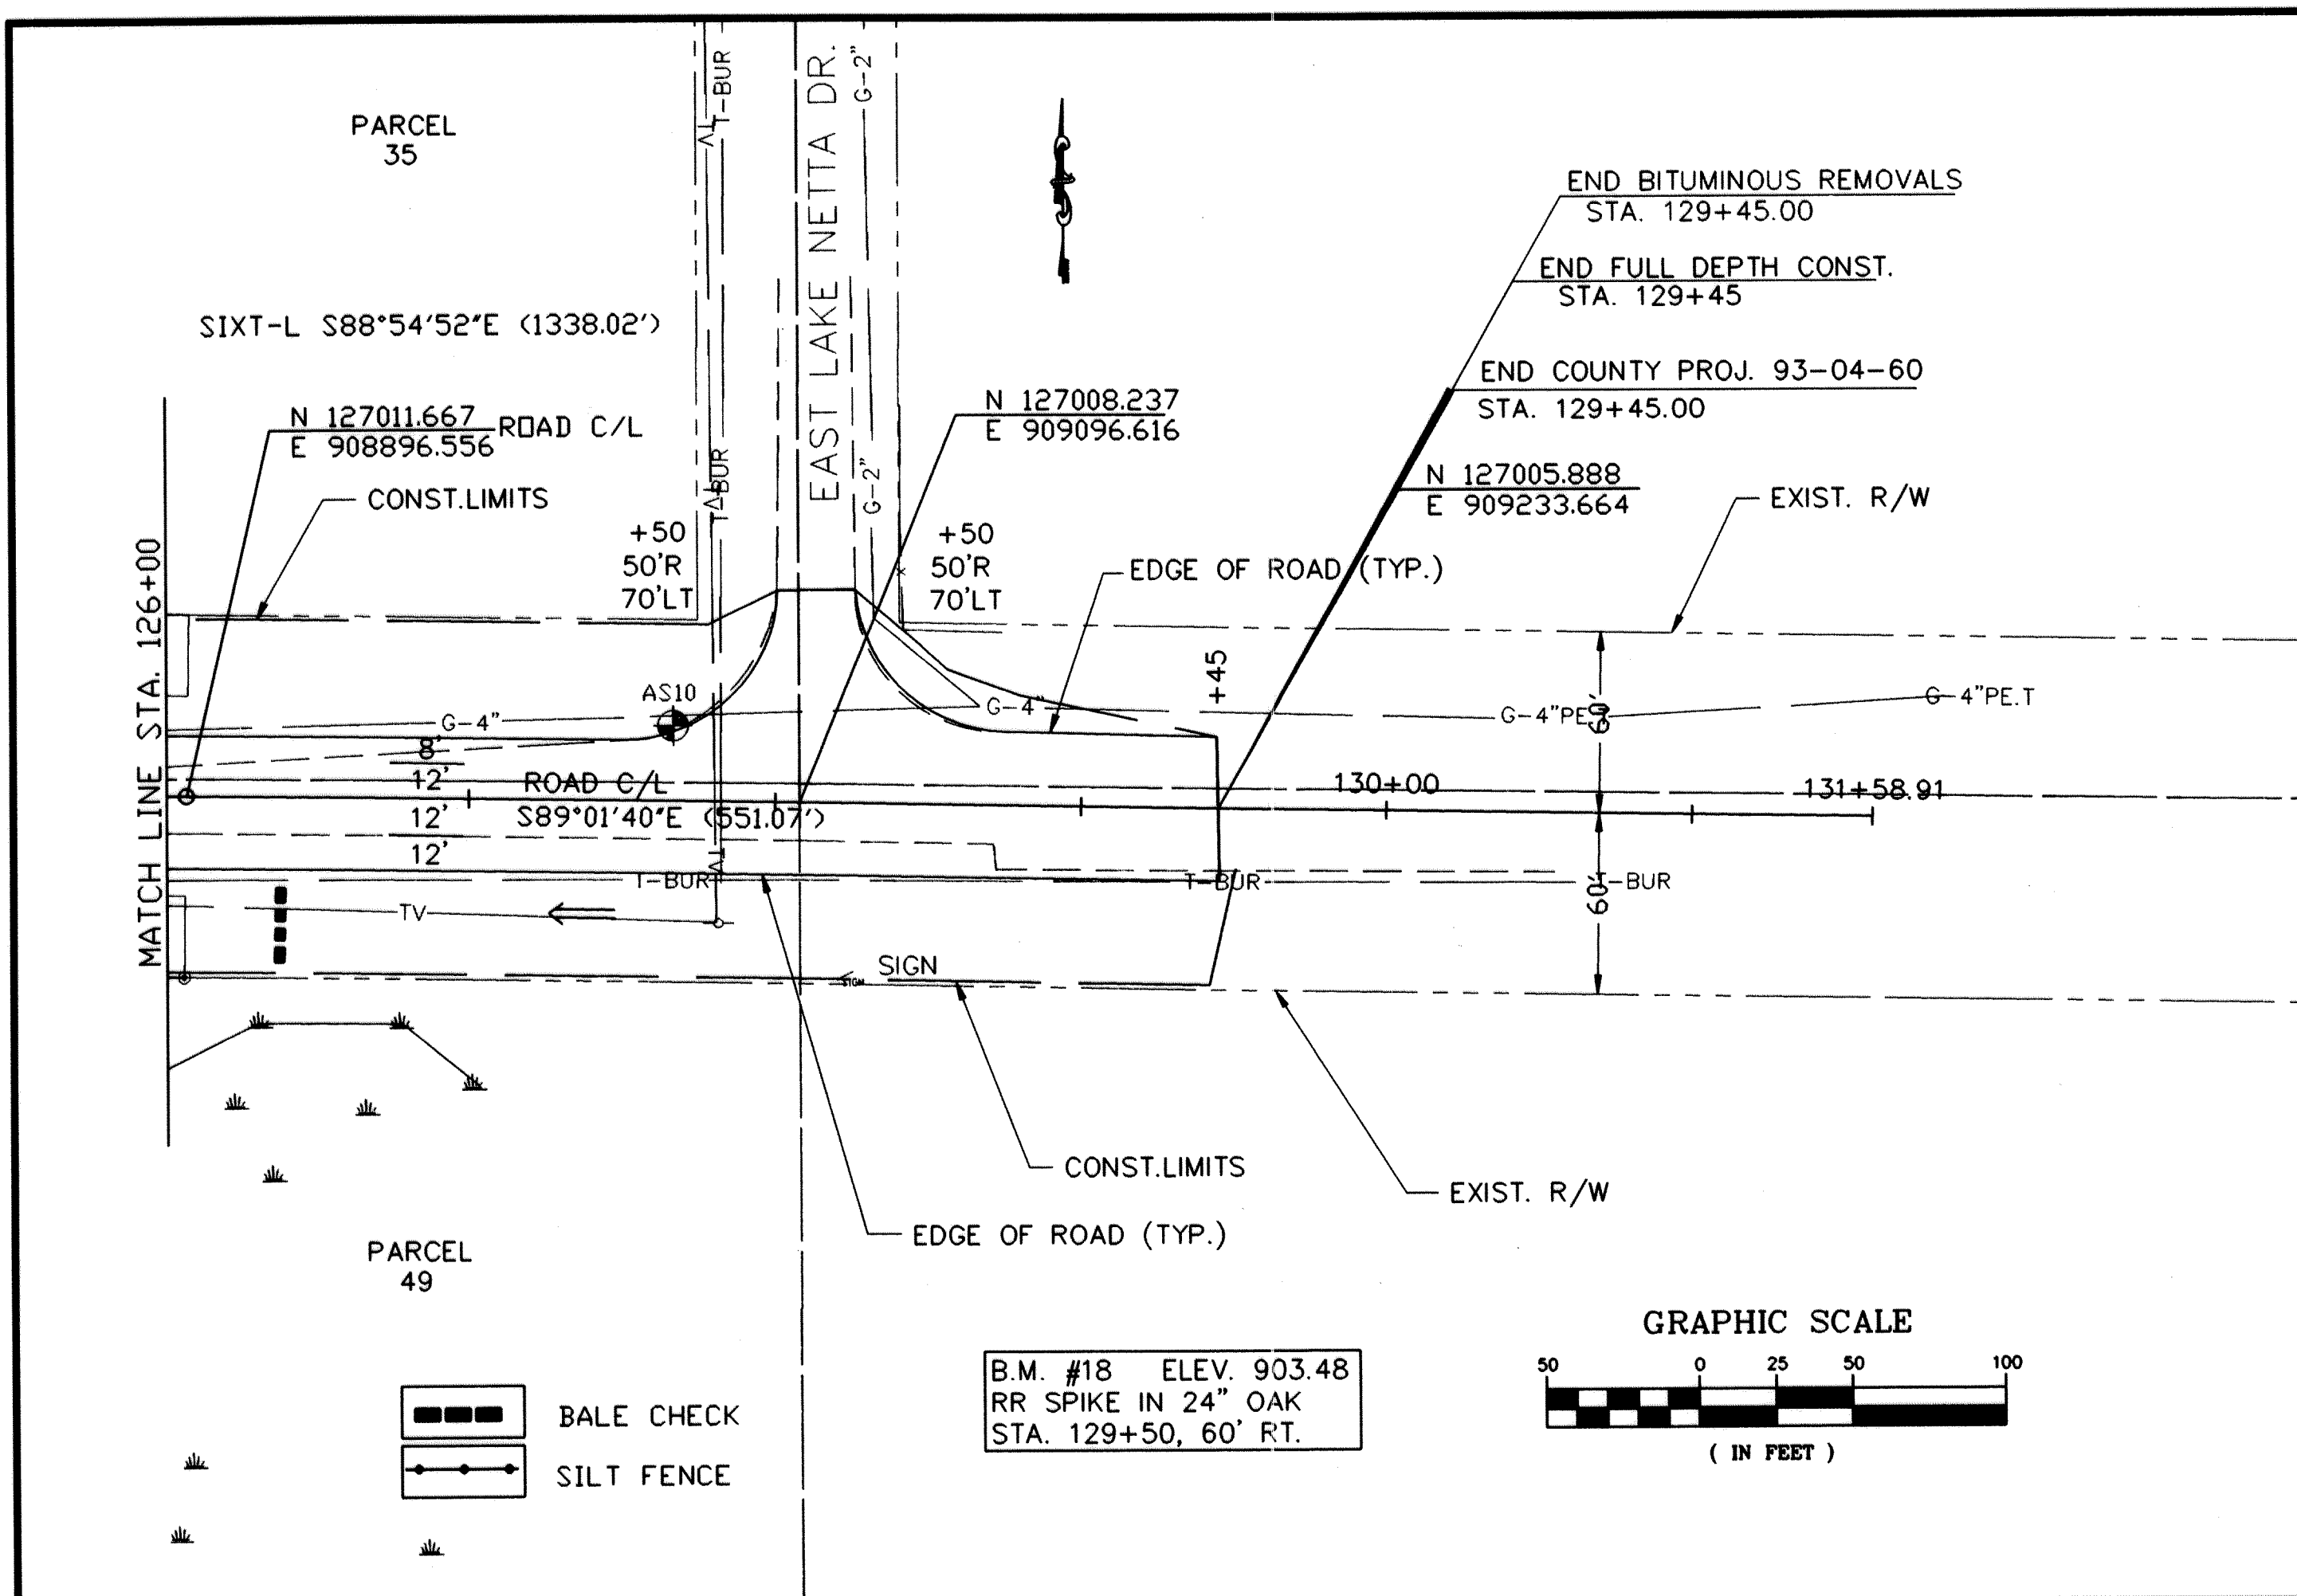 PARCEL
35
T-BUR
EAST LAKE NETTA DR.
G-2"
END BITUMINOUS REMOVALS
STA. 129+45.00
END FULL DEPTH CONST.
STA. 129+45
SIXT-L S88°54'52"E (1338.02')
END COUNTY PROJ. 93-04-60
STA. 129+45.00
N 127011.667
E 908896.556
ROAD C/L
N 127008.237
E 909096.616
N 127005.888
E 909233.664
CONST.LIMITS
EXIST. R/W
T-BUR
G-2"
+50
50'R
70'LT
+50
50'R
70'LT
EDGE OF ROAD (TYP.)
MATCH LINE STA. 126+00
AS10
+45
G-4"
G-4"
G-4"PE.T
G-4"PE.T
60'
8'
12'
ROAD C/L
130+00
131+58.91
12'
S89°01'40"E (551.07')
12'
T-BUR
T-BUR
T-BUR
60'
TV
SIGN
SIGN
CONST.LIMITS
EXIST. R/W
EDGE OF ROAD (TYP.)
PARCEL
49
B.M. #18 ELEV. 903.48
RR SPIKE IN 24" OAK
STA. 129+50, 60' RT.
GRAPHIC SCALE
50 0 25 50 100
( IN FEET )
BALE CHECK
SILT FENCE